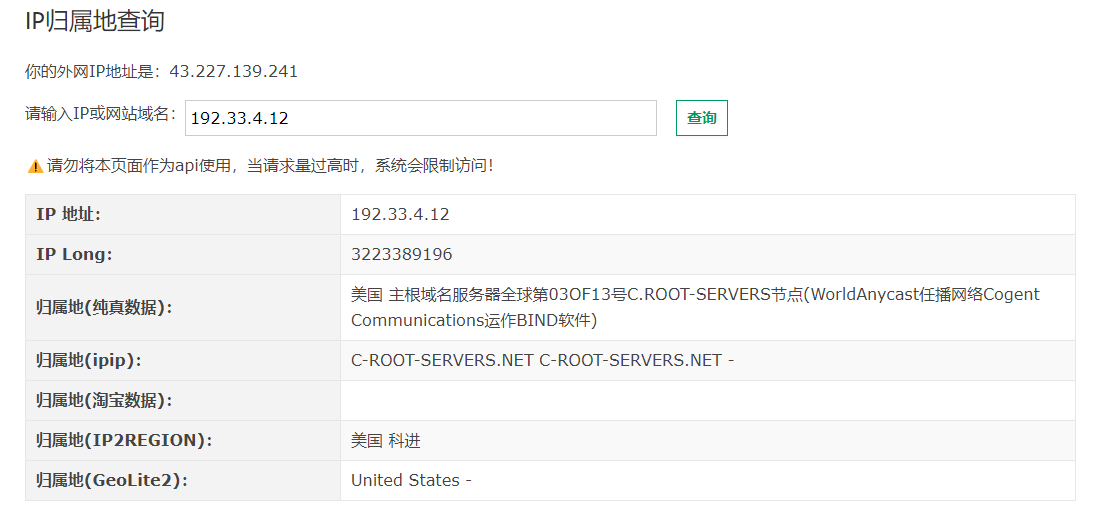 IP归属地查询
你的外网IP地址是：43.227.139.241
请输入IP或网站域名： 192.33.4.12 查询
请勿将本页面作为api使用，当请求量过高时，系统会限制访问！
IP 地址： 192.33.4.12
IP Long： 3223389196
归属地(纯真数据)： 美国 主根域名服务器全球第03OF13号C.ROOT-SERVERS节点(WorldAnycast任播网络Cogent
Communications运作BIND软件)
归属地(ipip)： C-ROOT-SERVERS.NET C-ROOT-SERVERS.NET -
归属地(淘宝数据)：
归属地(IP2REGION)： 美国 科进
归属地(GeoLite2)： United States -